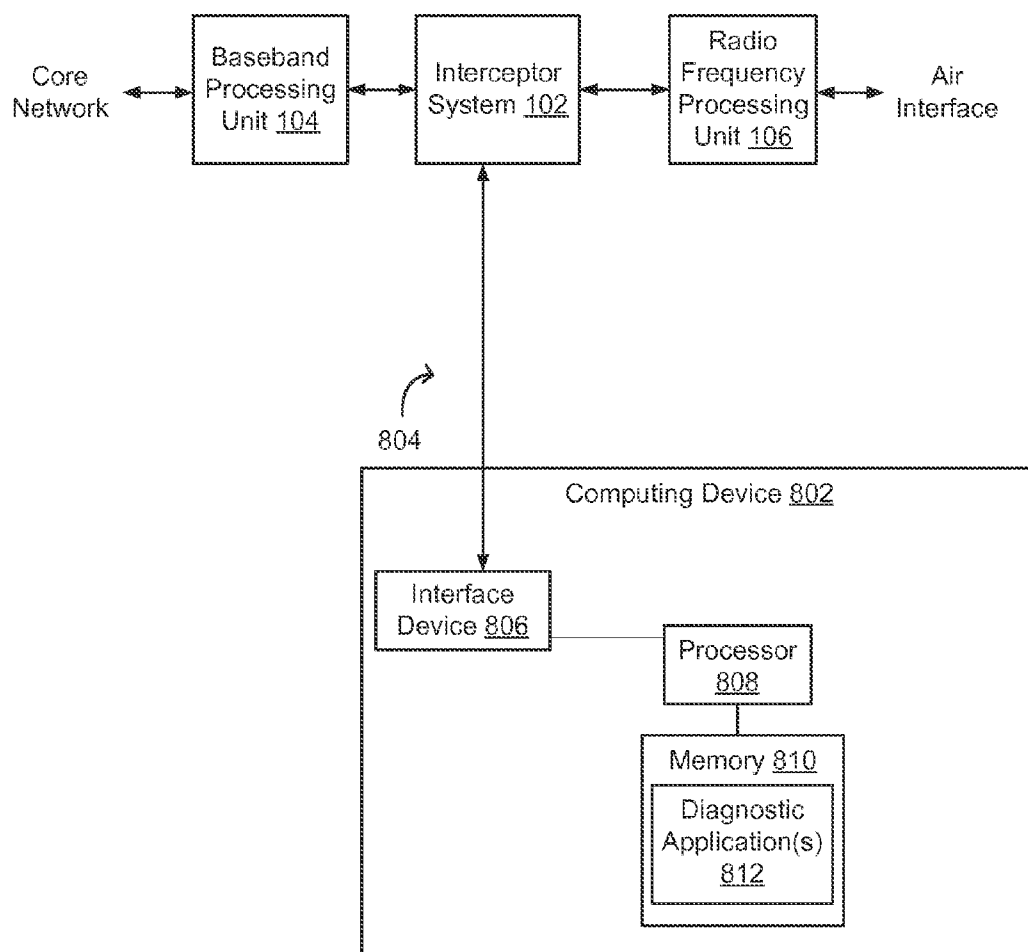 Core
Network
Baseband
Processing
Unit 104
Interceptor
System 102
Radio
Frequency
Processing
Unit 106
Air
Interface
804
Computing Device 802
Interface
Device 806
Processor
808
Memory 810
Diagnostic
Application(s)
812